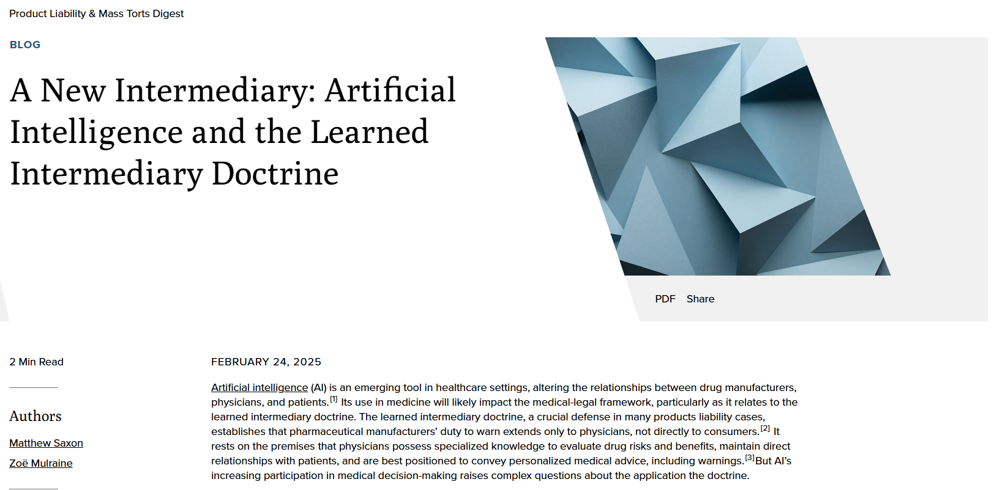 Product Liability & Mass Torts Digest
BLOG
A New Intermediary: Artificial
Intelligence and the Learned
Intermediary Doctrine
PDF Share
2 Min Read
Authors
Matthew Saxon
Zoë Mulraine
FEBRUARY 24, 2025
Artificial intelligence (AI) is an emerging tool in healthcare settings, altering the relationships between drug manufacturers,
physicians, and patients.[1] Its use in medicine will likely impact the medical-legal framework, particularly as it relates to the
learned intermediary doctrine. The learned intermediary doctrine, a crucial defense in many products liability cases,
establishes that pharmaceutical manufacturers’ duty to warn extends only to physicians, not directly to consumers.[2] It
rests on the premises that physicians possess specialized knowledge to evaluate drug risks and benefits, maintain direct
relationships with patients, and are best positioned to convey personalized medical advice, including warnings.[3]But AI’s
increasing participation in medical decision-making raises complex questions about the application the doctrine.